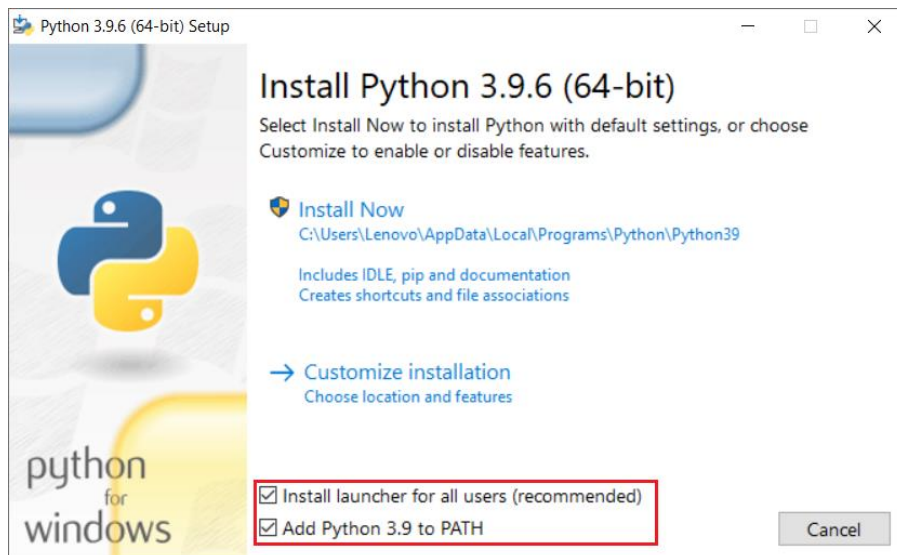 Python 3.9.6 (64-bit) Setup
Install Python 3.9.6 (64-bit)
Select Install Now to install Python with default settings, or choose
Customize to enable or disable features.
Install Now
C:\Users\Lenovo\AppData\Local\Programs\Python\Python39
Includes IDLE, pip and documentation
Creates shortcuts and file associations
Customize installation
Choose location and features
python
for
windows
Install launcher for all users (recommended)
Add Python 3.9 to PATH
Cancel